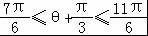 7π/6 ≤ θ + π/3 ≤ 11π/6